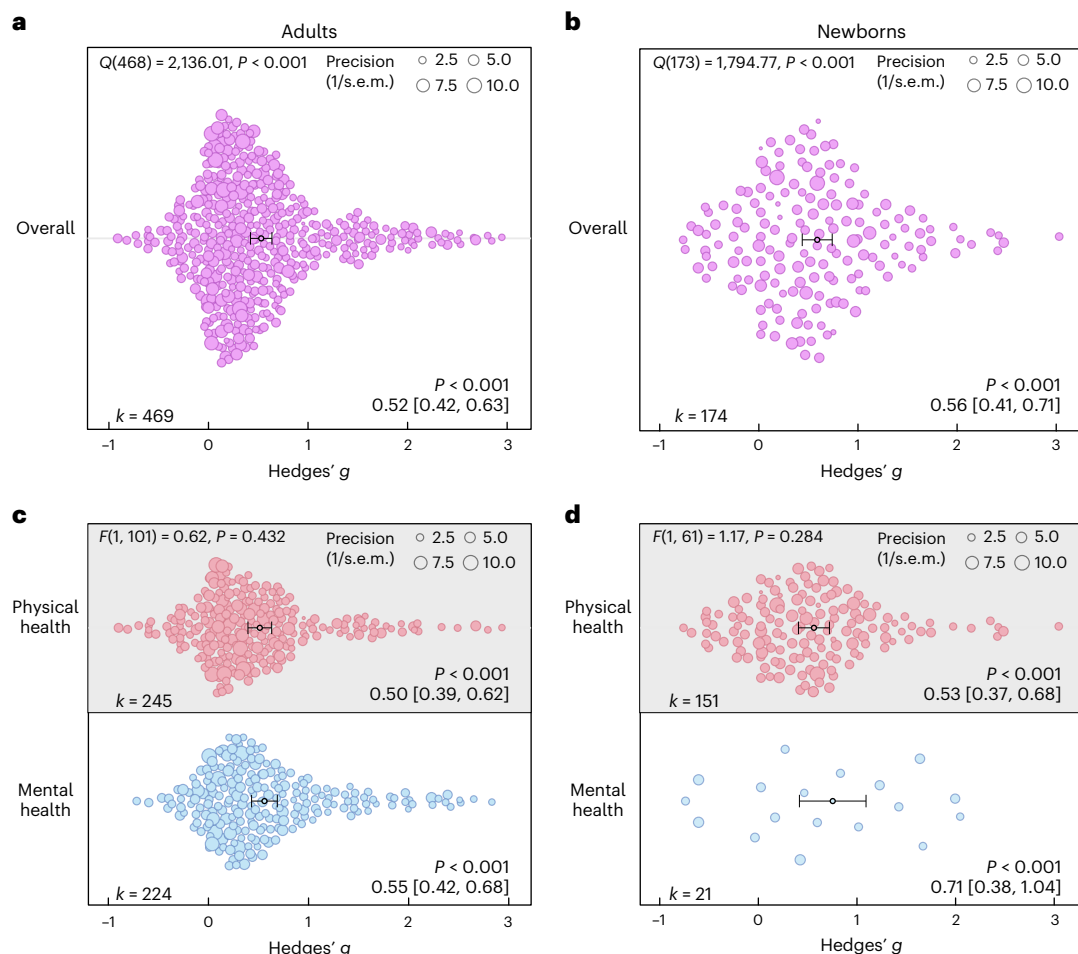 a
Adults
Q(468) = 2,136.01, P < 0.001
Precision
(1/s.e.m.)
2.5
5.0
7.5
10.0
Overall
P < 0.001
0.52 [0.42, 0.63]
k = 469
–1
0
1
2
3
Hedges’ g
b
Newborns
Q(173) = 1,794.77, P < 0.001
Precision
(1/s.e.m.)
2.5
5.0
7.5
10.0
Overall
P < 0.001
0.56 [0.41, 0.71]
k = 174
–1
0
1
2
3
Hedges’ g
c
F(1, 101) = 0.62, P = 0.432
Precision
(1/s.e.m.)
2.5
5.0
7.5
10.0
Physical
health
P < 0.001
0.50 [0.39, 0.62]
k = 245
Mental
health
P < 0.001
0.55 [0.42, 0.68]
k = 224
–1
0
1
2
3
Hedges’ g
d
F(1, 61) = 1.17, P = 0.284
Precision
(1/s.e.m.)
2.5
5.0
7.5
10.0
Physical
health
P < 0.001
0.53 [0.37, 0.68]
k = 151
Mental
health
P < 0.001
0.71 [0.38, 1.04]
k = 21
–1
0
1
2
3
Hedges’ g